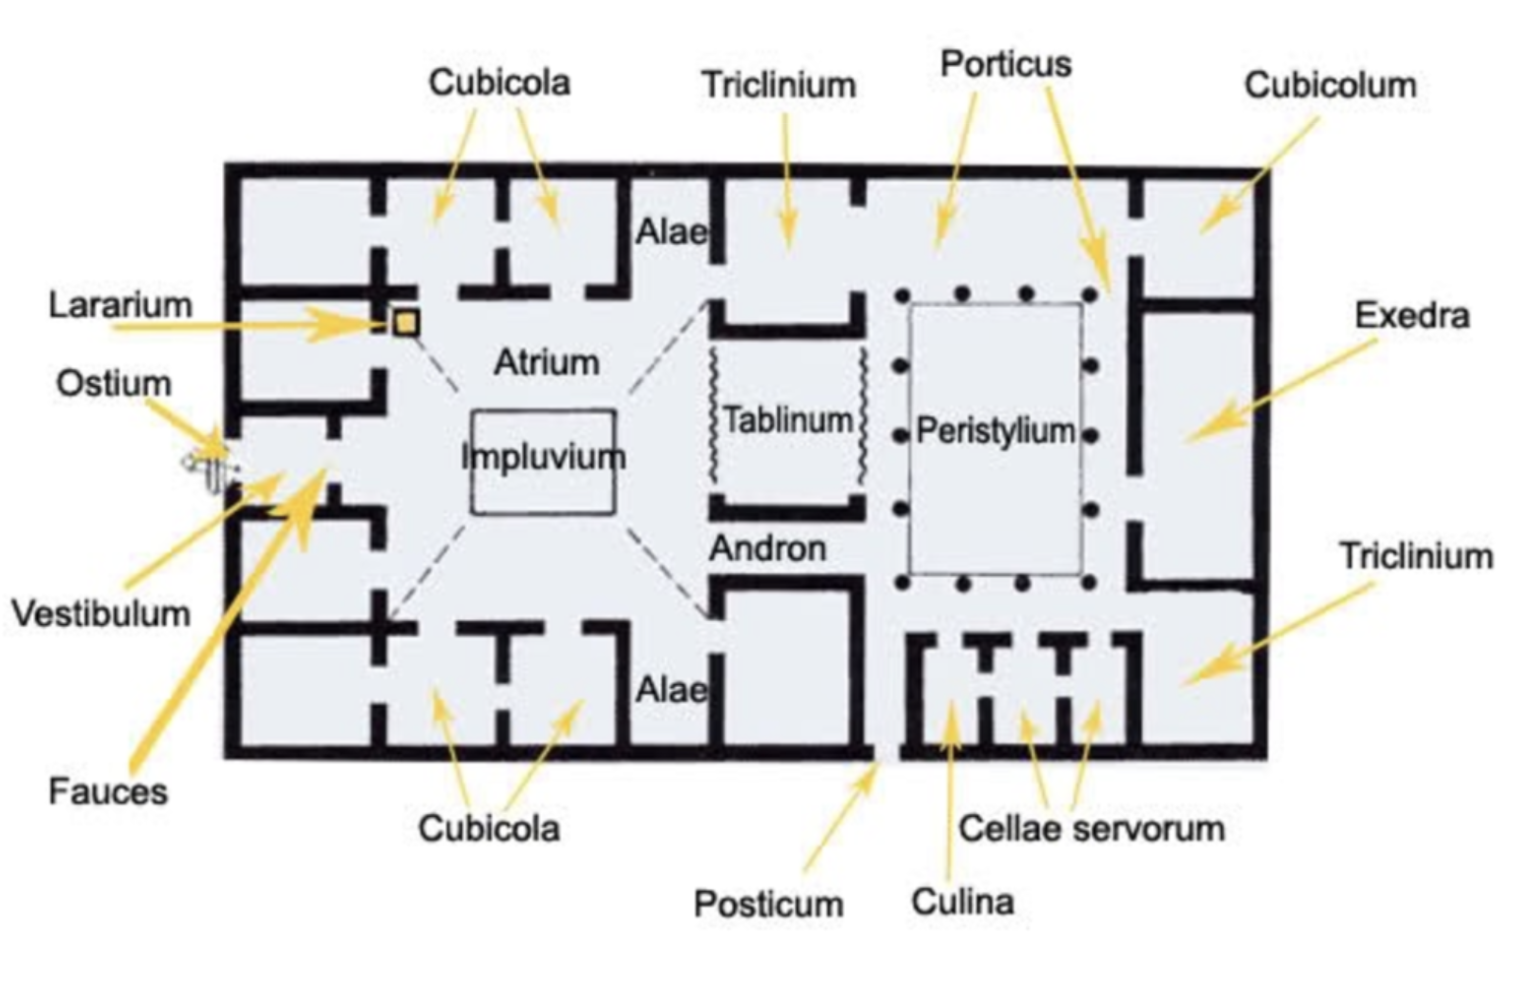 Porticus
Cubicola
Triclinium
Cubicolum
Alae
Lararium
Exedra
Atrium
Ostium
Tablinum
Peristylium
Impluvium
Andron
Triclinium
Vestibulum
Alae
Fauces
Cubicola
Cellae servorum
Posticum
Culina